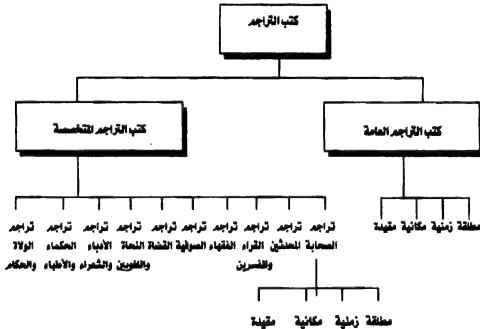 كتب التراجم
كتب التراجم العامة
كتب التراجم المتخصصة
مطلقة زمنية مكانية مقيدة
تراجم الصحابة
تراجم المحدثين
تراجم القراء والمفسرين
تراجم الفقهاء
تراجم الصوفية
تراجم القضاة
تراجم النحاة واللغويين
تراجم الأدباء والشعراء
تراجم الحكماء والأطباء
تراجم الولاة والحكام
مطلقة زمنية مكانية مقيدة